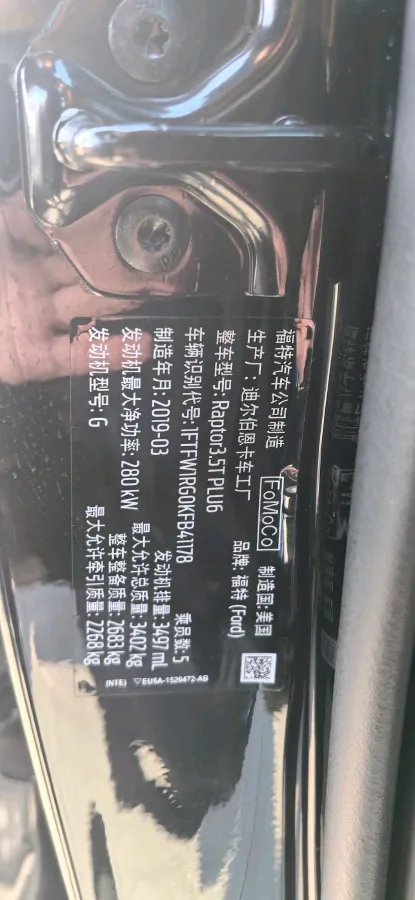 福特汽车公司制造 FoMoCo 制造国: 美国
生产厂: 迪尔伯恩卡车工厂 品牌: 福特 (Ford)
整车型号: Raptor3.5T PLU6
车辆识别代号: 1FTFW1RG0KFB41178 乘员数: 5
制造年月: 2019-03 发动机排量: 3497 mL
最大允许总质量: 3402 kg
发动机最大净功率: 280 kW 整车整备质量: 2683 kg
发动机型号: G 最大允许牵引质量: 2268 kg
(NTE) ▽EU5A-1520472-AB